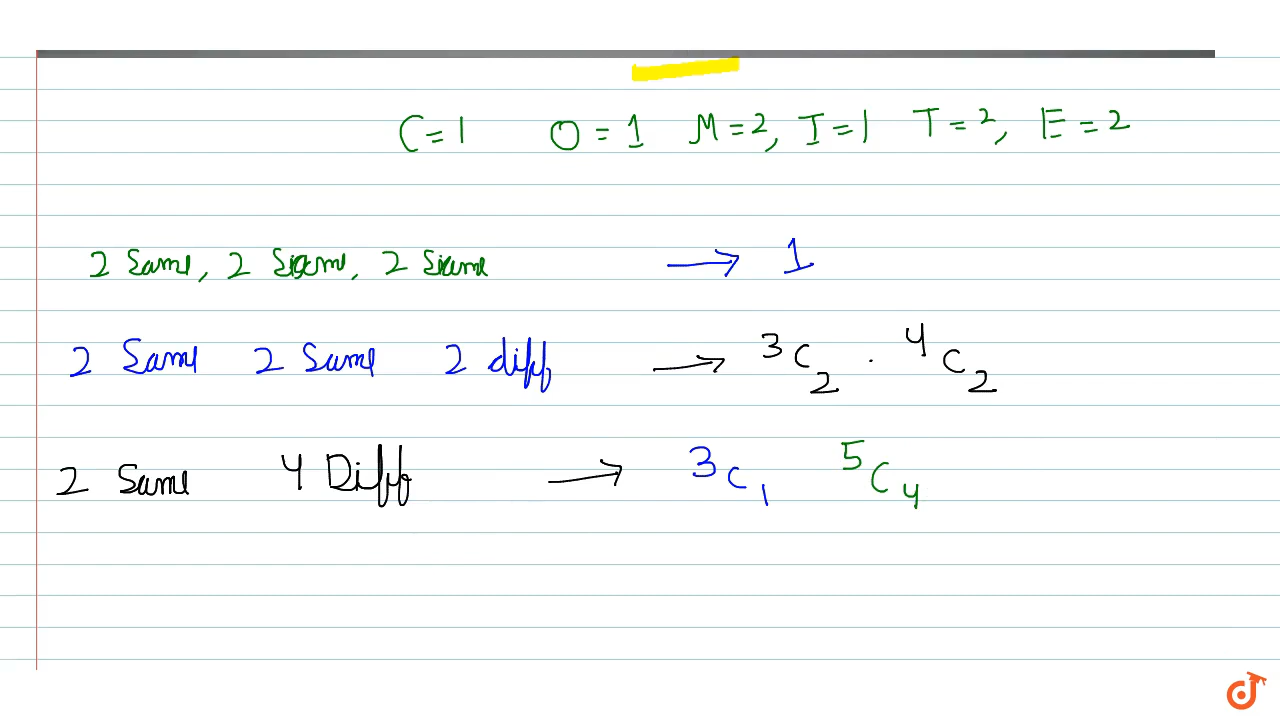 C=1 O=1 M=2, I=1 T=2, E=2
2 Same, 2 Same, 2 Same → 1
2 Same 2 Same 2 diff → ³C₂ · ⁴C₂
2 Same 4 Diff → ³C₁ ⁵C₄